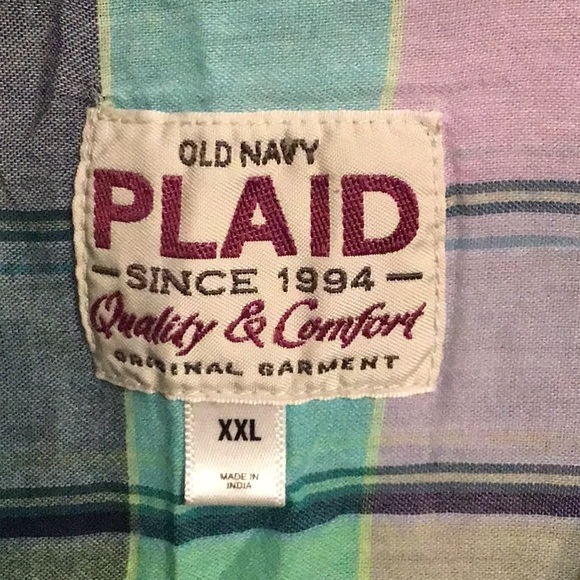 OLD NAVY
PLAID
— SINCE 1994 —
Quality & Comfort
ORIGINAL GARMENT
XXL
MADE IN
INDIA